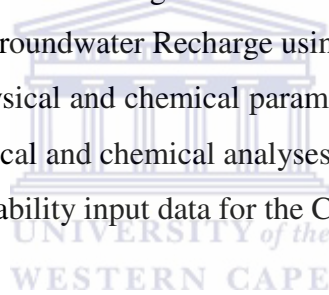 roundwater Recharge usin
ysical and chemical param
ical and chemical analyses
ability input data for the C
UNIVERSITY of the
WESTERN CAPE